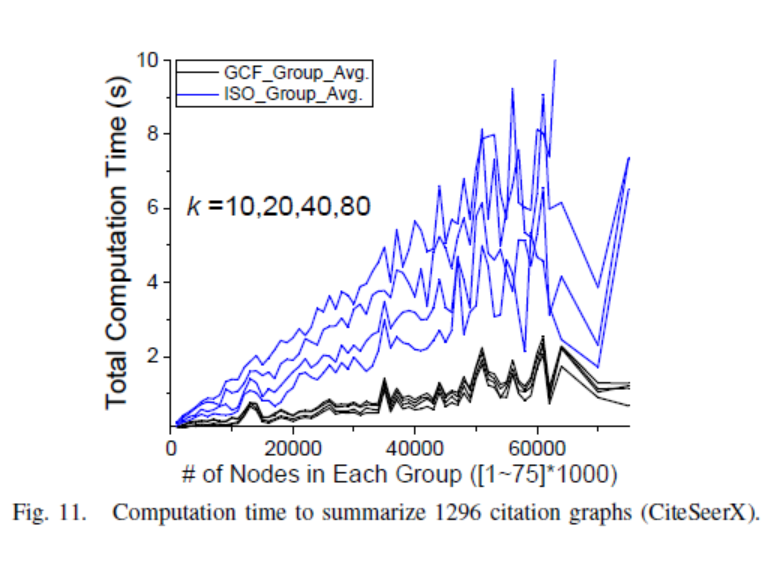 10
GCF_Group_Avg.
ISO_Group_Avg.
8
k =10,20,40,80
6
4
2
Total Computation Time (s)
0 20000 40000 60000
# of Nodes in Each Group ([1~75]*1000)
Fig. 11. Computation time to summarize 1296 citation graphs (CiteSeerX).